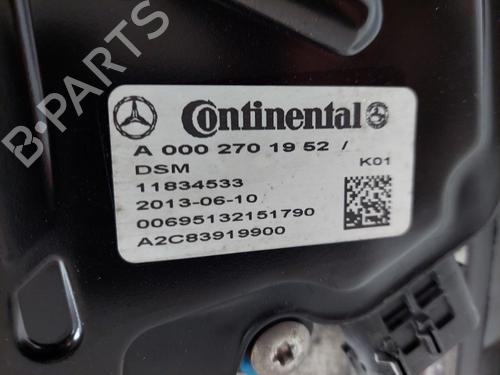 Continental
A 000 270 19 52 /
DSM K01
11834533
2013-06-10
00695132151790
A2C83919900
B-PARTS